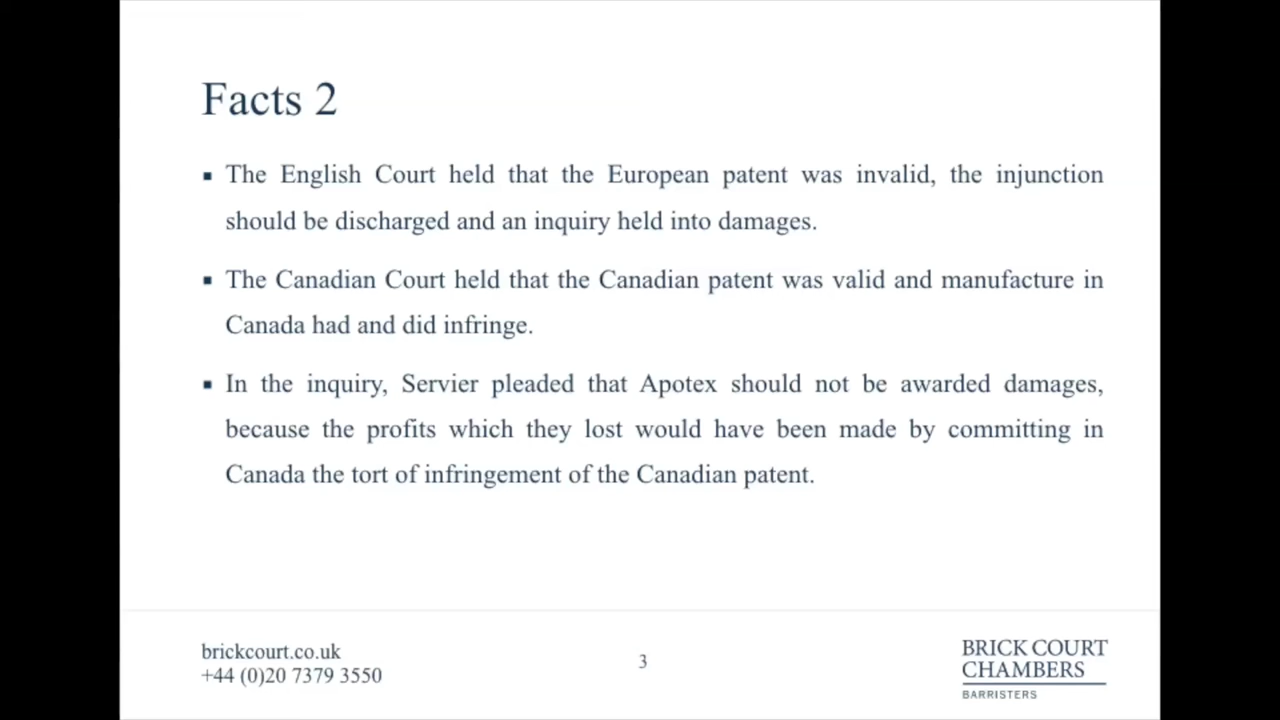 Facts 2
▪ The English Court held that the European patent was invalid, the injunction
should be discharged and an inquiry held into damages.
▪ The Canadian Court held that the Canadian patent was valid and manufacture in
Canada had and did infringe.
▪ In the inquiry, Servier pleaded that Apotex should not be awarded damages,
because the profits which they lost would have been made by committing in
Canada the tort of infringement of the Canadian patent.
brickcourt.co.uk
+44 (0)20 7379 3550
3
BRICK COURT
CHAMBERS
BARRISTERS